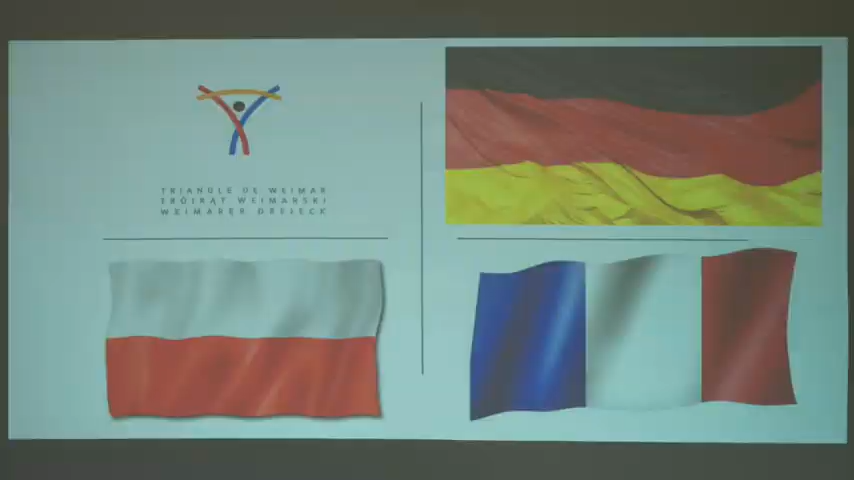 TRIANGLE DE WEIMAR
TRÓJKĄT WEIMARSKI
WEIMARER DREIECK